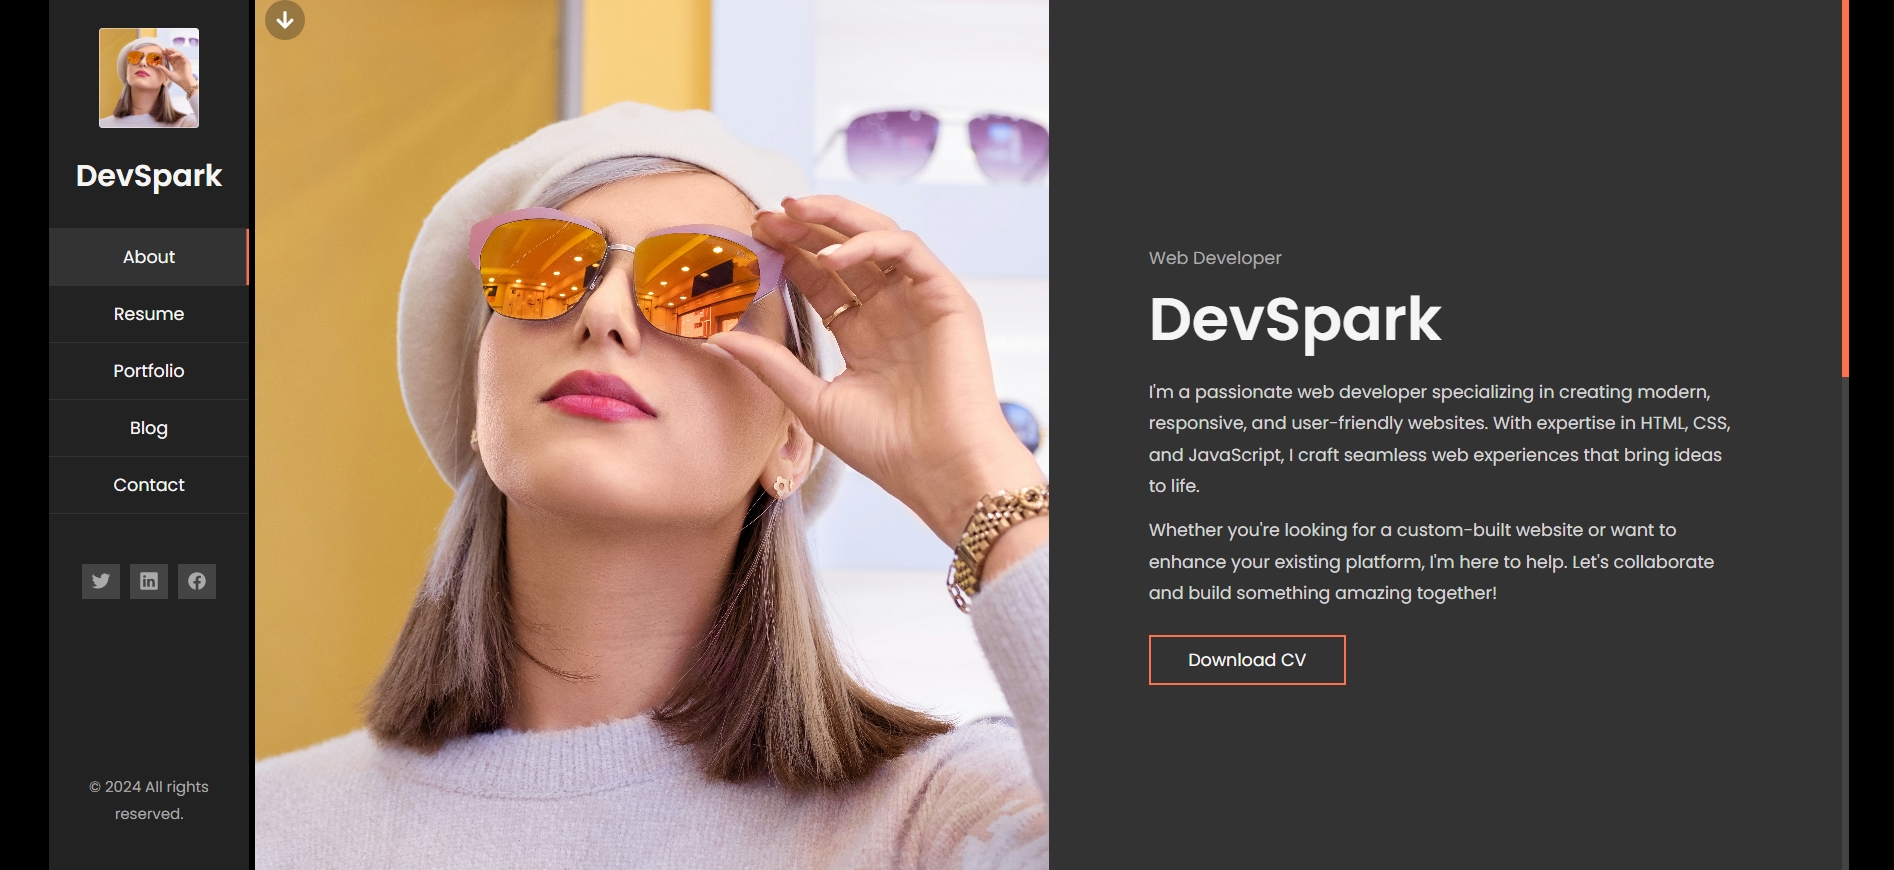 DevSpark
About
Resume
Portfolio
Blog
Contact
© 2024 All rights
reserved.
Web Developer
DevSpark
I'm a passionate web developer specializing in creating modern,
responsive, and user-friendly websites. With expertise in HTML, CSS,
and JavaScript, I craft seamless web experiences that bring ideas
to life.
Whether you're looking for a custom-built website or want to
enhance your existing platform, I'm here to help. Let's collaborate
and build something amazing together!
Download CV